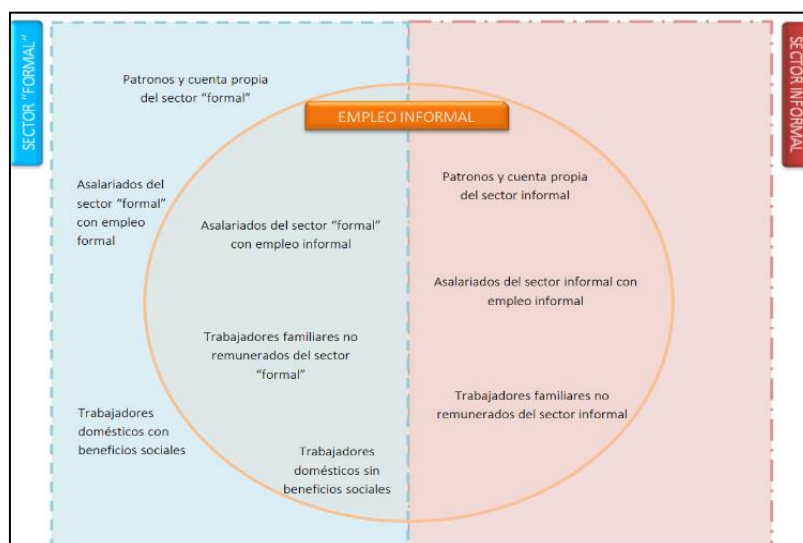 SECTOR "FORMAL"
SECTOR INFORMAL
Patronos y cuenta propia
del sector "formal"
EMPLEO INFORMAL
Asalariados del
sector "formal"
con empleo
formal
Asalariados del sector "formal"
con empleo informal
Patronos y cuenta propia
del sector informal
Asalariados del sector informal con
empleo informal
Trabajadores familiares no
remunerados del sector
"formal"
Trabajadores familiares no
remunerados del sector informal
Trabajadores
domésticos con
beneficios sociales
Trabajadores
domésticos sin
beneficios sociales